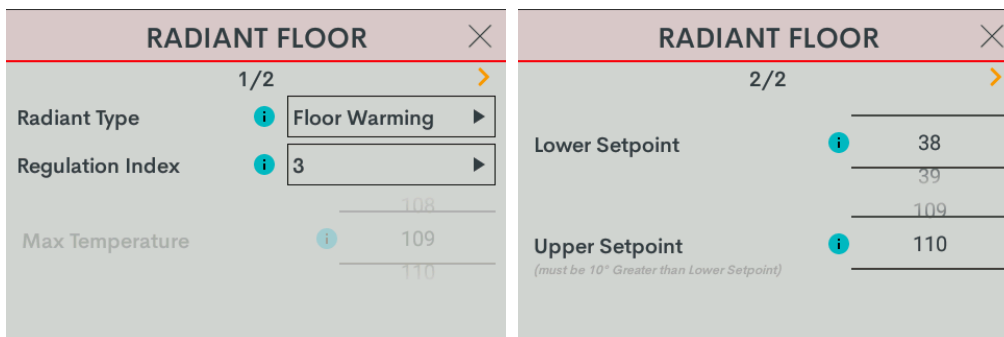 RADIANT FLOOR
1/2
Radiant Type i Floor Warming
Regulation Index i 3
108
Max Temperature i 109
110
RADIANT FLOOR
2/2
Lower Setpoint i 38
39
109
Upper Setpoint i 110
(must be 10° Greater than Lower Setpoint)